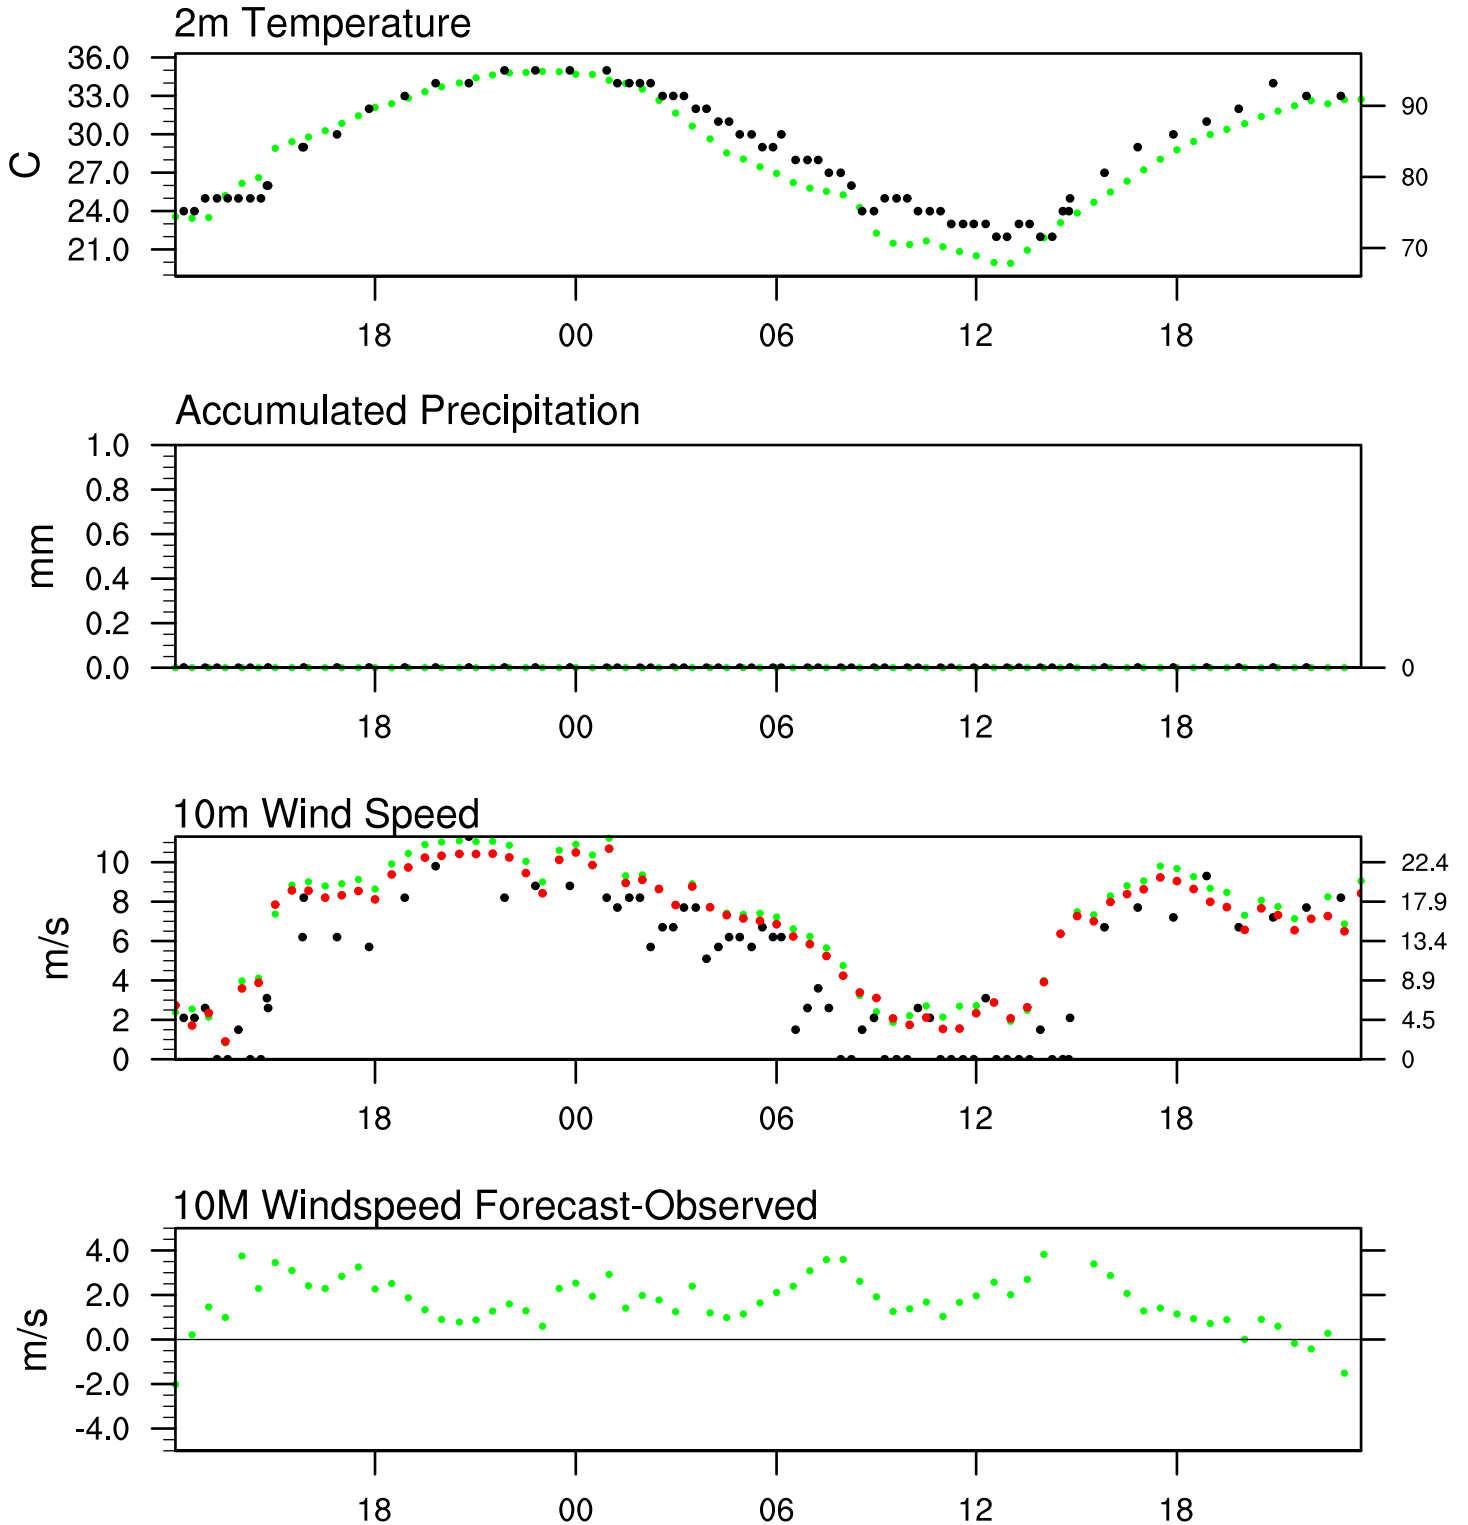 2m Temperature
36.0
33.0
30.0
27.0
24.0
21.0
C
90
80
70
18 00 06 12 18
Accumulated Precipitation
1.0
0.8
0.6
0.4
0.2
0.0
mm
0
18 00 06 12 18
10m Wind Speed
10
8
6
4
2
0
m/s
22.4
17.9
13.4
8.9
4.5
0
18 00 06 12 18
10M Windspeed Forecast-Observed
4.0
2.0
0.0
-2.0
-4.0
m/s
18 00 06 12 18